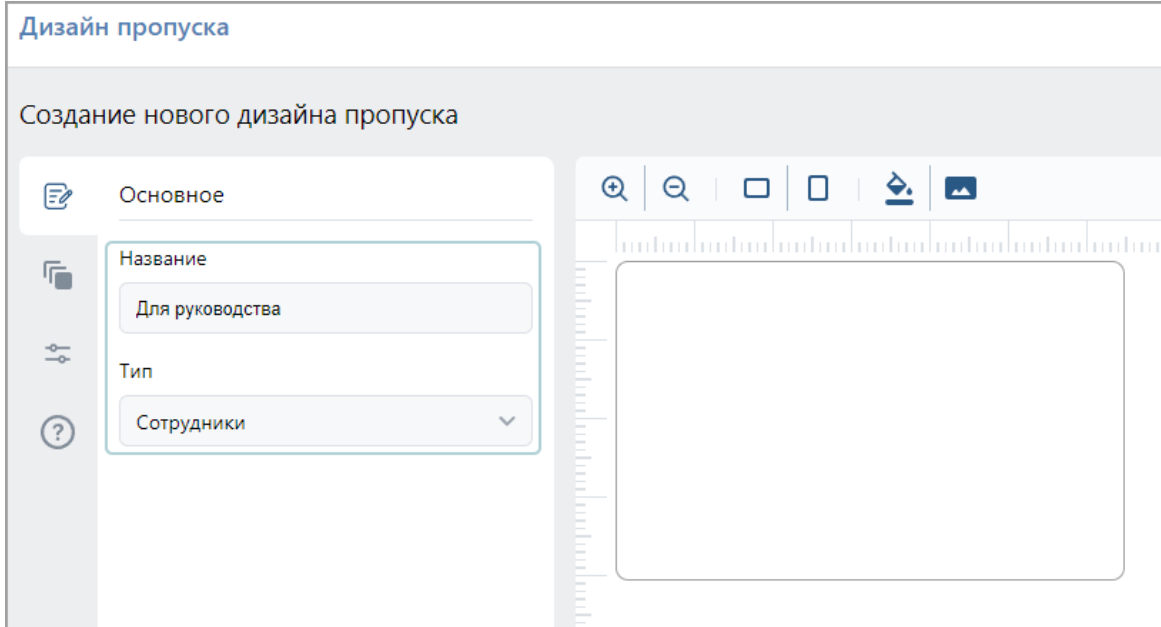 Дизайн пропуска
Создание нового дизайна пропуска
Основное
Название
Для руководства
Тип
Сотрудники
?